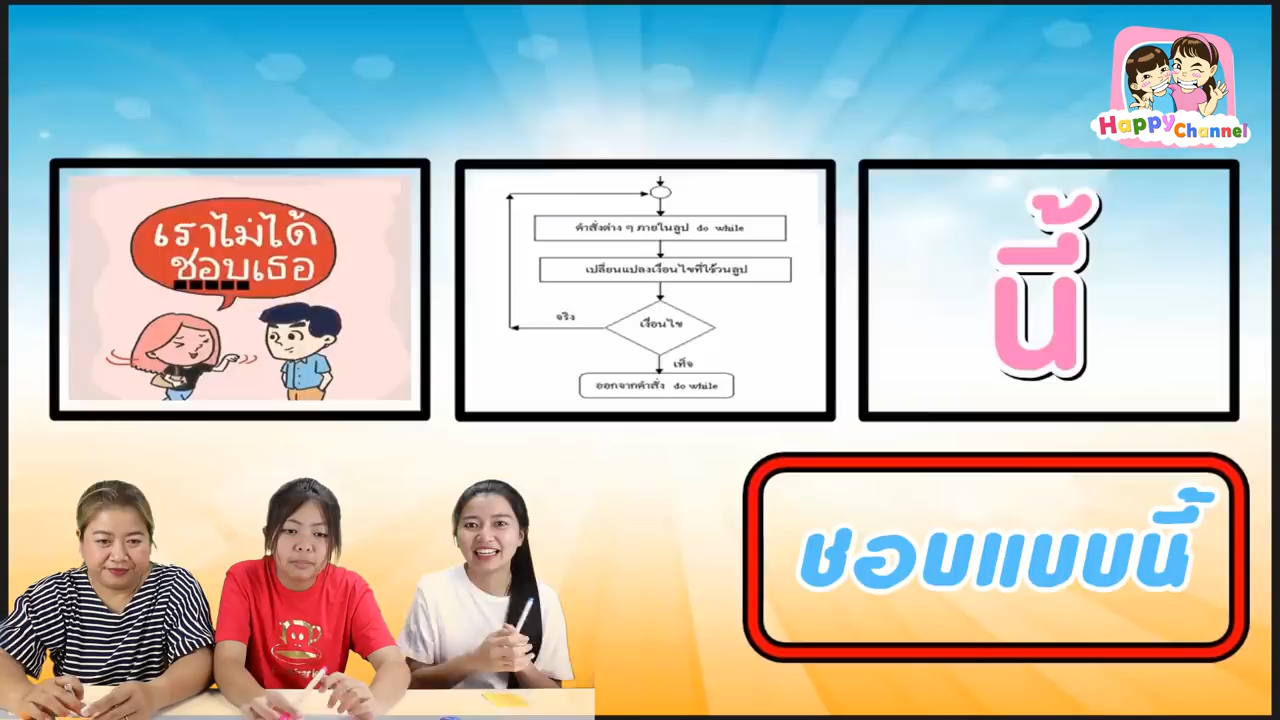 Happy Channel
เราไม่ได้
ชอบเธอ
คำสั่งต่าง ๆ ภายในลูป do while
เปลี่ยนแปลงเงื่อนไขที่ใช้วนลูป
จริง
เงื่อนไข
เท็จ
ออกจากคำสั่ง do while
นี้
ชอบแบบนี้